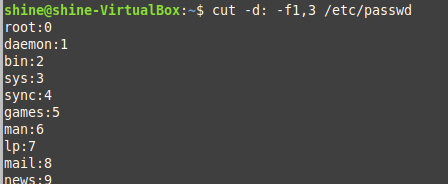 shine@shine-VirtualBox:~$ cut -d: -f1,3 /etc/passwd
root:0
daemon:1
bin:2
sys:3
sync:4
games:5
man:6
lp:7
mail:8
news:9